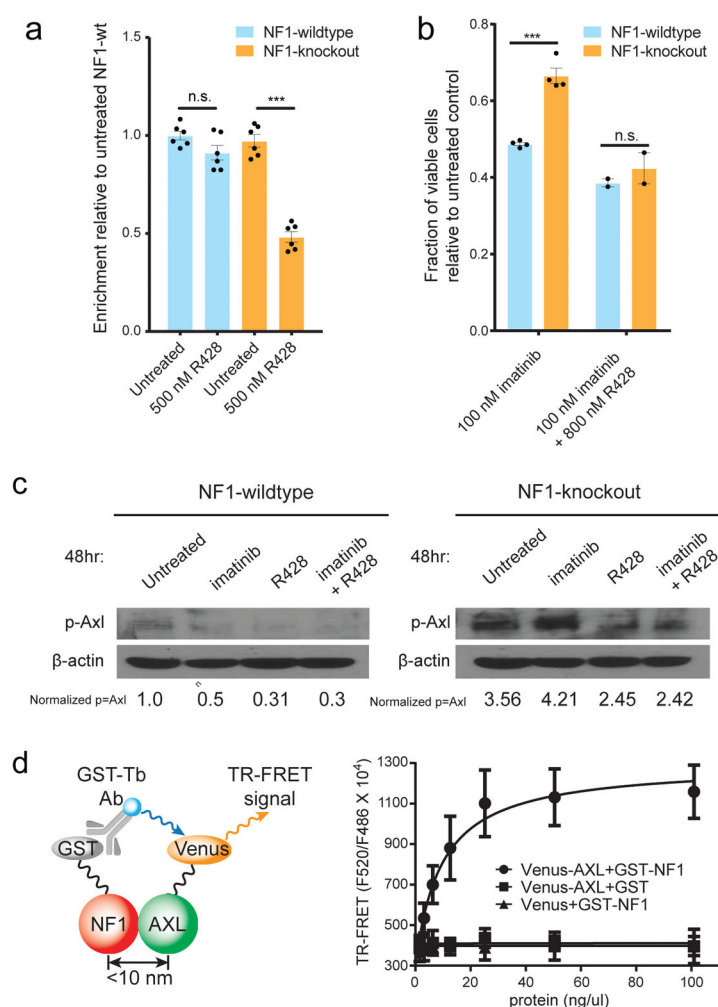 a
NF1-wildtype
NF1-knockout
Enrichment relative to untreated NF1-wt
1.5
1.0
0.5
0.0
n.s.
***
Untreated
500 nM R428
Untreated
500 nM R428
b
NF1-wildtype
NF1-knockout
Fraction of viable cells
relative to untreated control
0.8
0.6
0.4
0.2
0.0
***
n.s.
100 nM imatinib
100 nM imatinib
+ 800 nM R428
c
NF1-wildtype
NF1-knockout
48hr:
Untreated
imatinib
R428
imatinib
+ R428
48hr:
Untreated
imatinib
R428
imatinib
+ R428
p-Axl
p-Axl
β-actin
β-actin
n
Normalized p=Axl 1.0 0.5 0.31 0.3
Normalized p=Axl 3.56 4.21 2.45 2.42
d
GST-Tb
Ab
TR-FRET
signal
GST
Venus
NF1
AXL
<10 nm
TR-FRET (F520/F486 X 10⁴)
1300
1100
900
700
500
300
Venus-AXL+GST-NF1
Venus-AXL+GST
Venus+GST-NF1
0 20 40 60 80 100
protein (ng/ul)